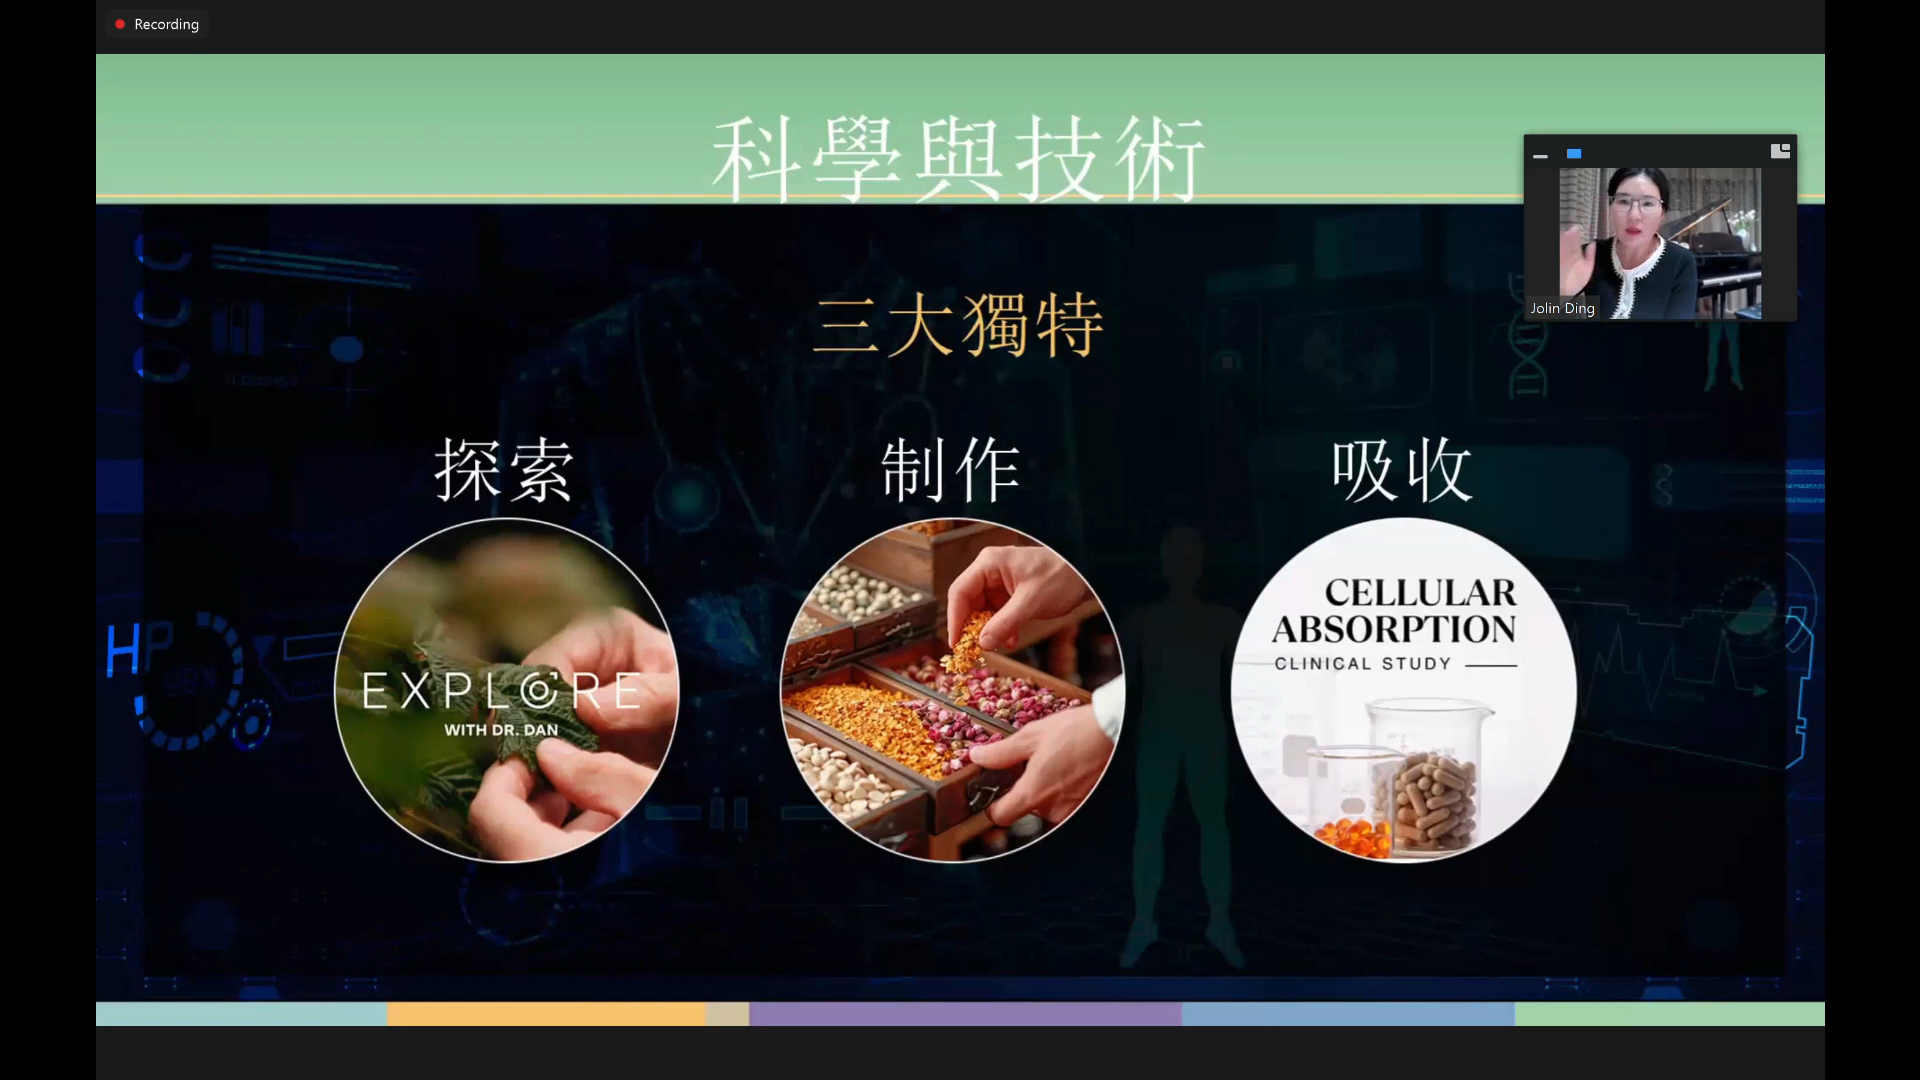 Recording
科學與技術
Jolin Ding
三大獨特
探索
制作
吸收
EXPLORE
WITH DR. DAN
CELLULAR
ABSORPTION
CLINICAL STUDY
HP